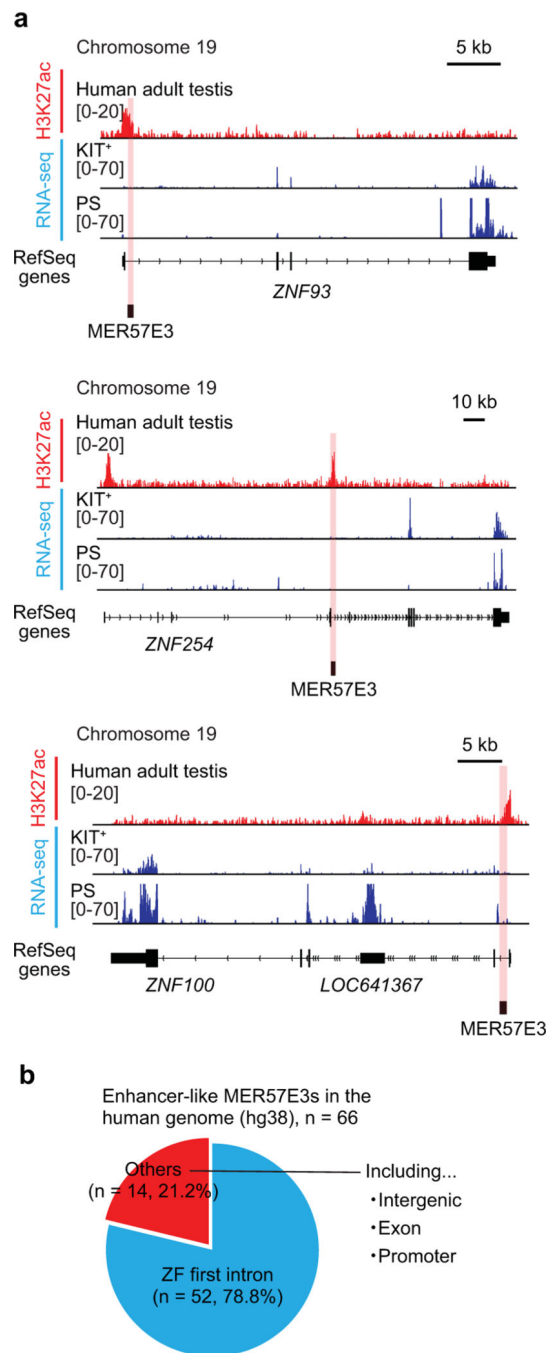 a
Chromosome 19
5 kb
H3K27ac
Human adult testis
[0-20]
RNA-seq
KIT⁺
[0-70]
PS
[0-70]
RefSeq
genes
ZNF93
MER57E3
Chromosome 19
10 kb
H3K27ac
Human adult testis
[0-20]
RNA-seq
KIT⁺
[0-70]
PS
[0-70]
RefSeq
genes
ZNF254
MER57E3
Chromosome 19
5 kb
H3K27ac
Human adult testis
[0-20]
RNA-seq
KIT⁺
[0-70]
PS
[0-70]
RefSeq
genes
ZNF100 LOC641367
MER57E3
b
Enhancer-like MER57E3s in the
human genome (hg38), n = 66
Others
(n = 14, 21.2%)
Including...
・Intergenic
・Exon
・Promoter
ZF first intron
(n = 52, 78.8%)